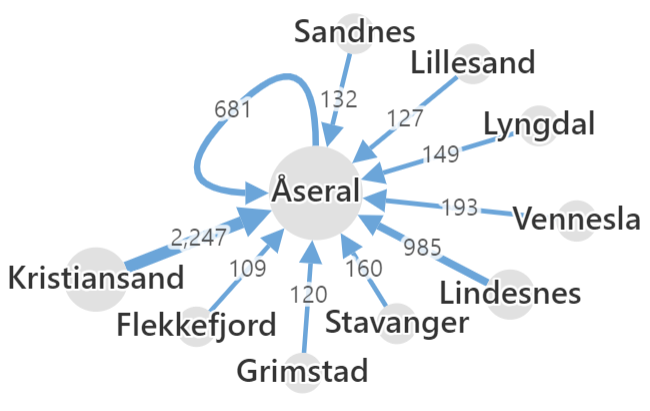 Sandnes
Lillesand
681
132
127
Lyngdal
149
Åseral
193
Vennesla
2,247
985
109
160
Kristiansand
120
Lindesnes
Flekkefjord
Stavanger
Grimstad